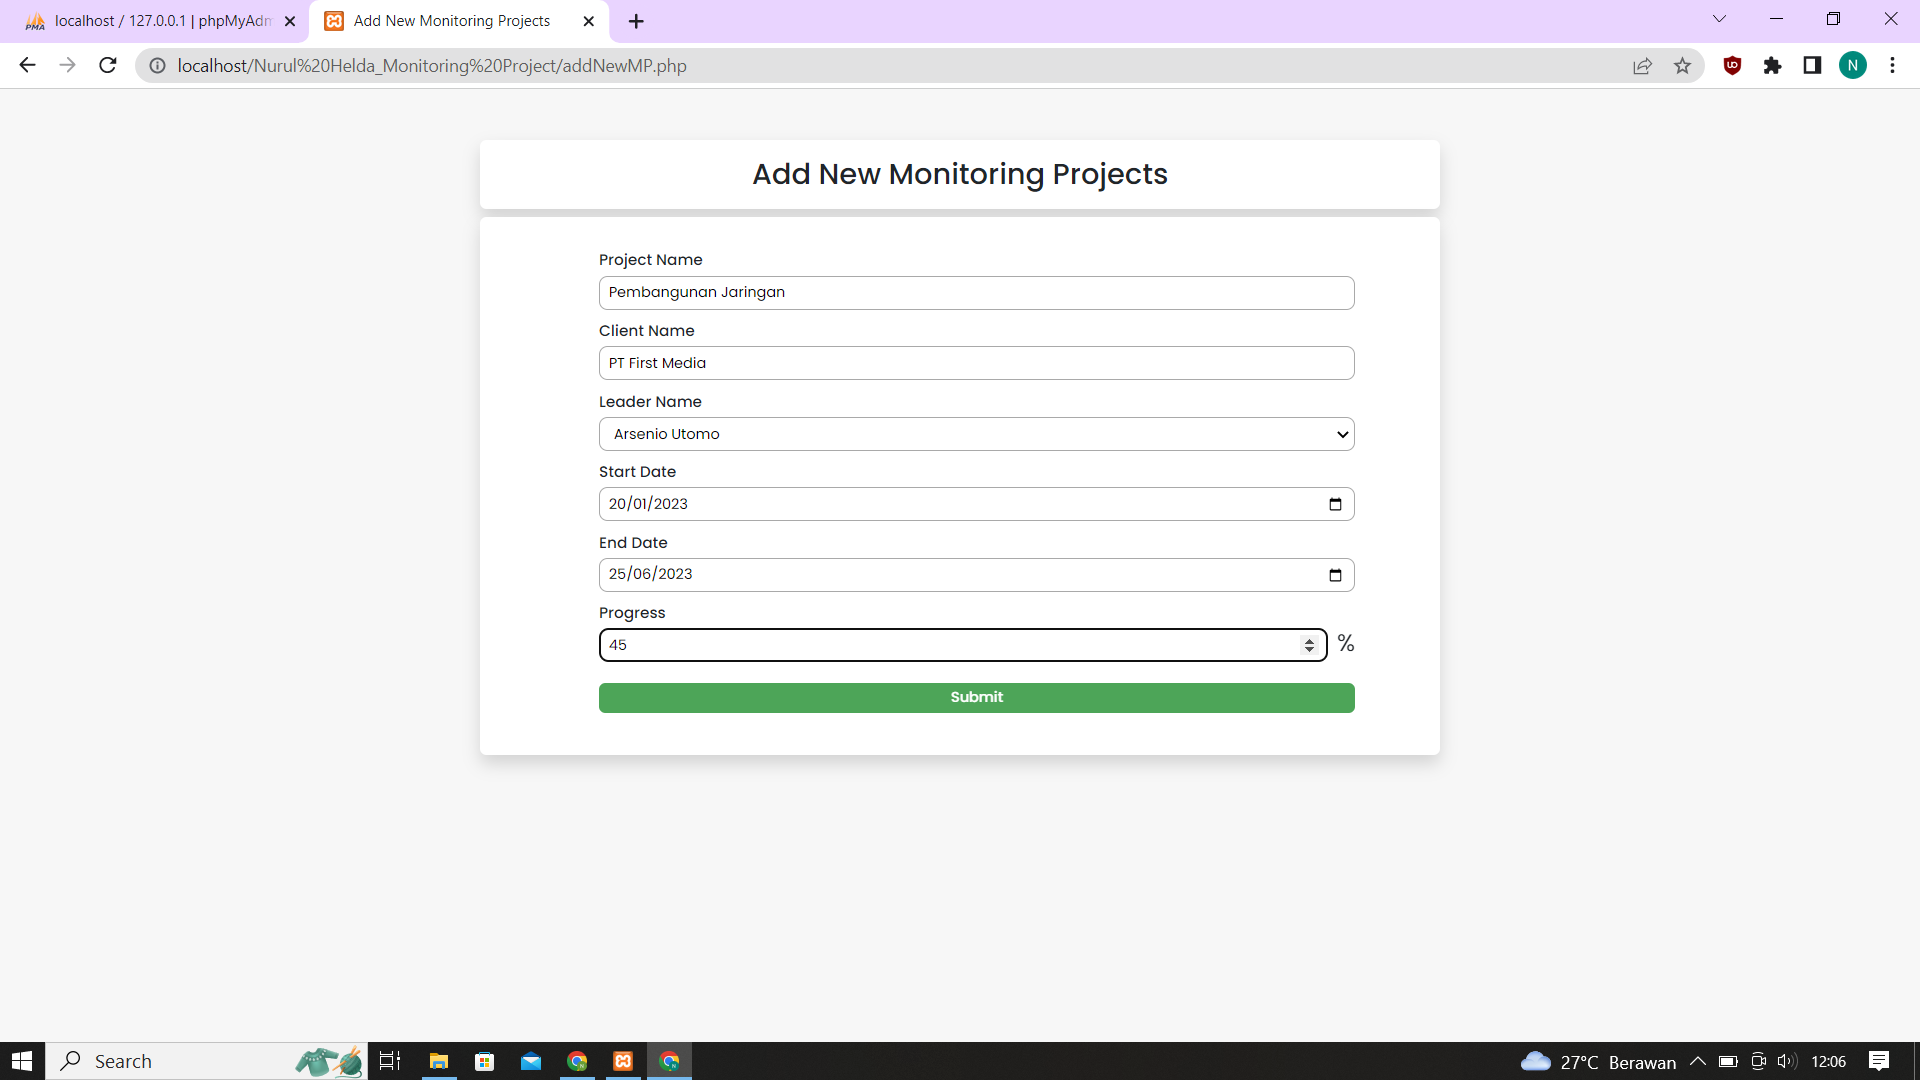 localhost / 127.0.0.1 | phpMyAdm
Add New Monitoring Projects
localhost/Nurul%20Helda_Monitoring%20Project/addNewMP.php
N
Add New Monitoring Projects
Project Name
Pembangunan Jaringan
Client Name
PT First Media
Leader Name
Arsenio Utomo
Start Date
20/01/2023
End Date
25/06/2023
Progress
45
%
Submit
Search
27°C Berawan
12:06